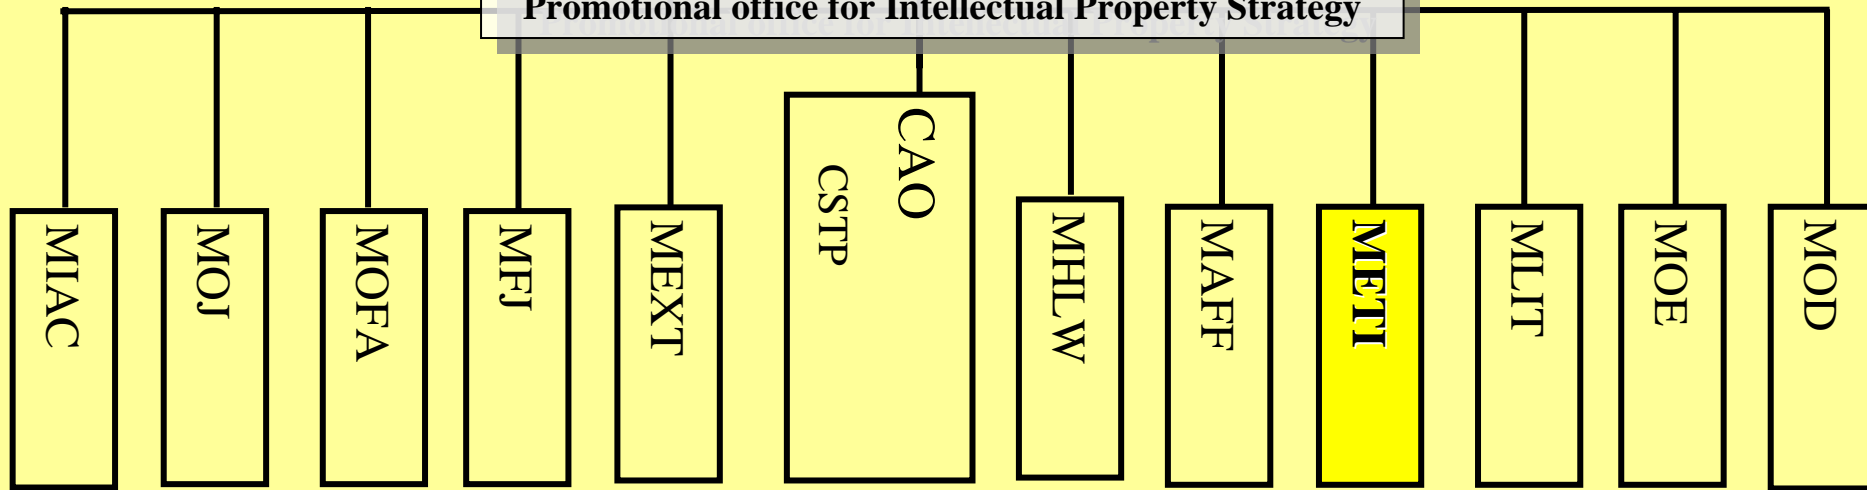 Promotional office for Intellectual Property Strategy
MIAC
MOJ
MOFA
MFJ
MEXT
CAO
CSTP
MHLW
MAFF
METI
MLIT
MOE
MOD